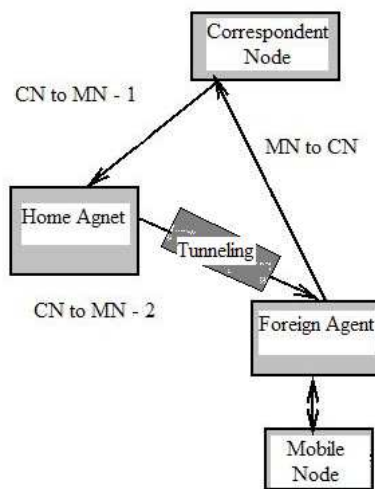 Correspondent
Node
CN to MN - 1
MN to CN
Home Agnet
Tunneling
CN to MN - 2
Foreign Agent
Mobile
Node